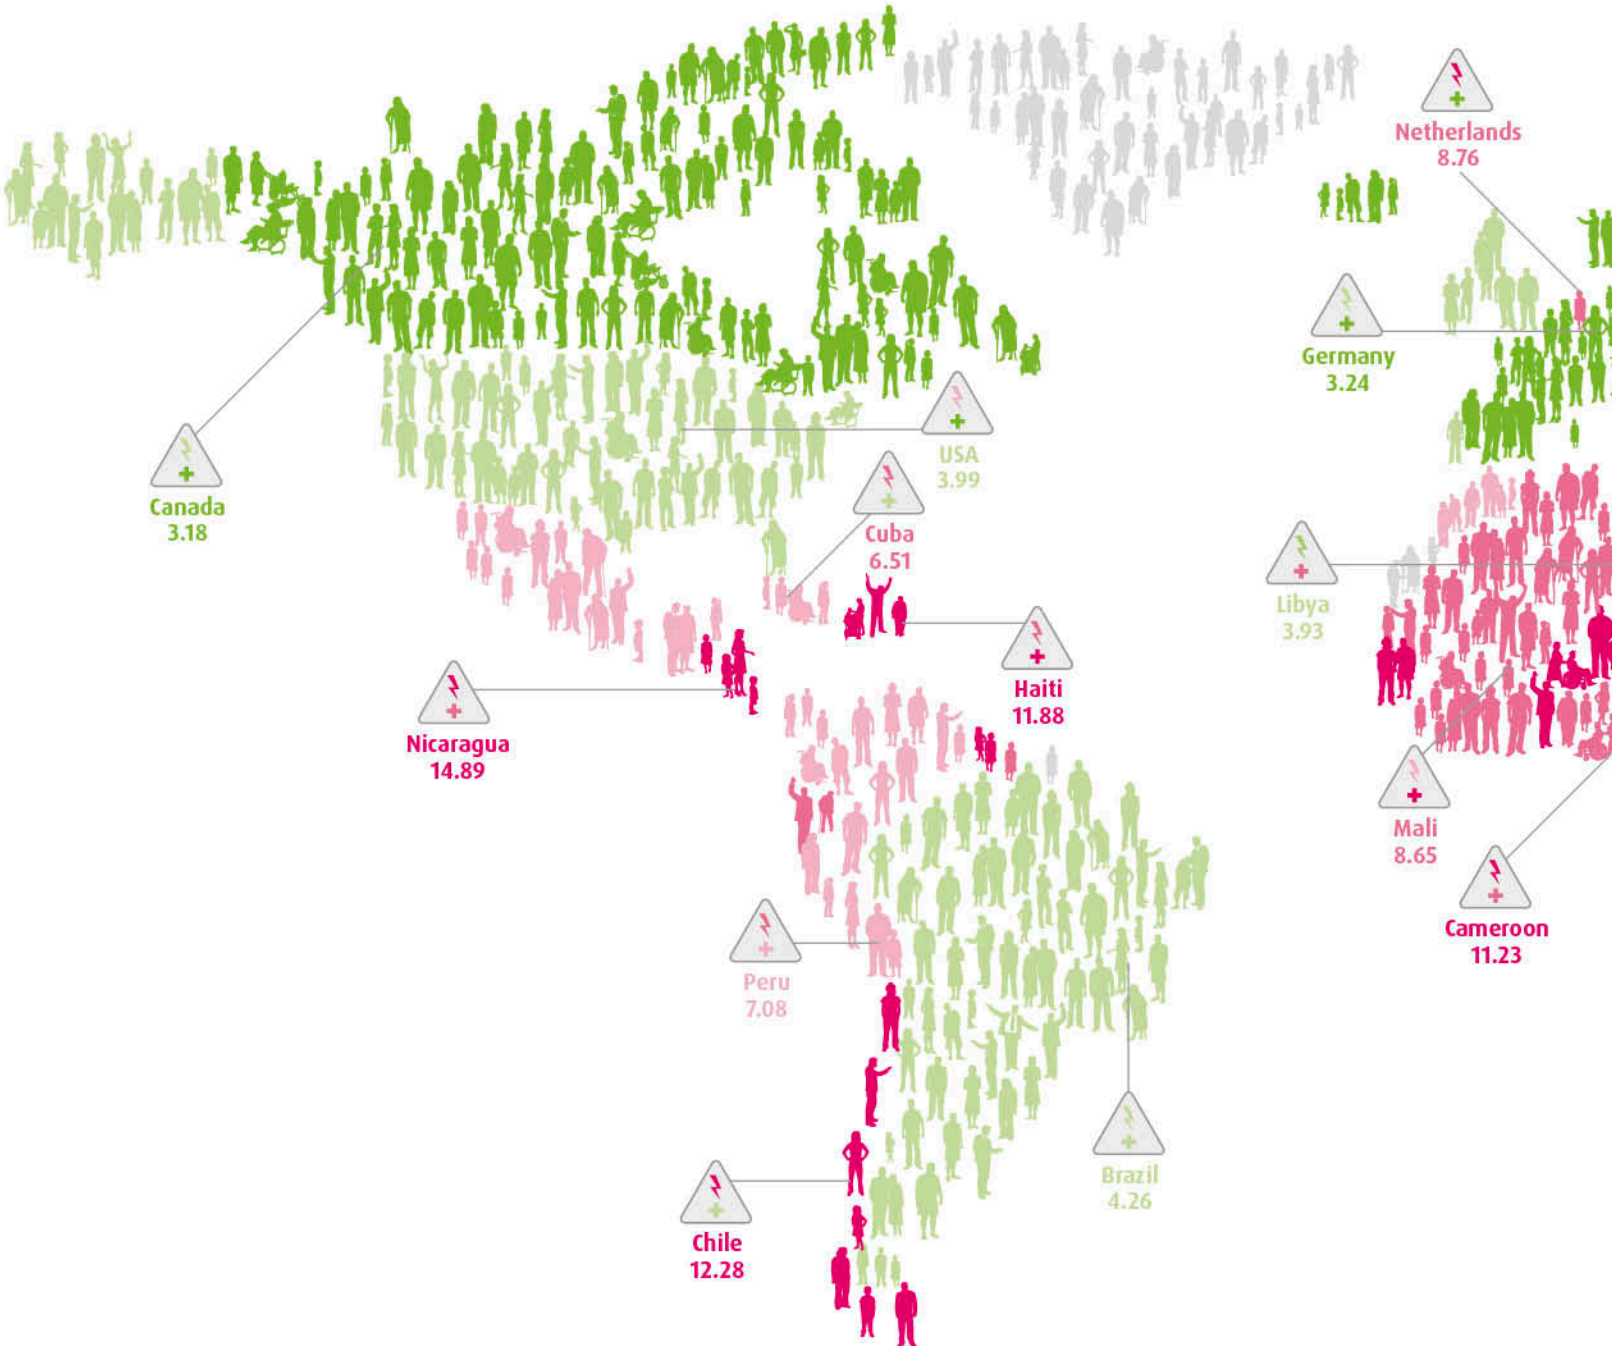 Netherlands
8.76
Germany
3.24
USA
3.99
Canada
3.18
Cuba
6.51
Libya
3.93
Haiti
11.88
Nicaragua
14.89
Mali
8.65
Cameroon
11.23
Peru
7.08
Brazil
4.26
Chile
12.28